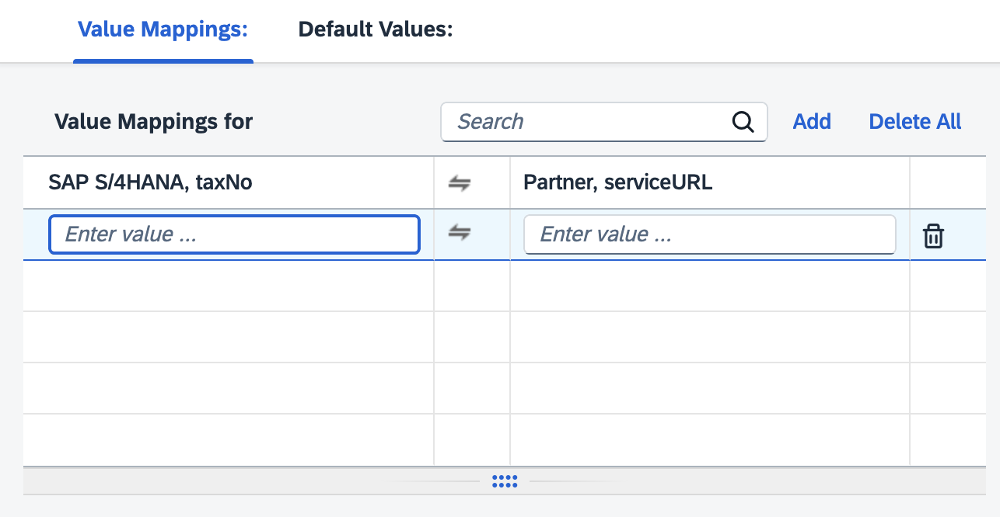 Value Mappings: Default Values:
Value Mappings for Search Add Delete All
SAP S/4HANA, taxNo Partner, serviceURL
Enter value ... Enter value ...